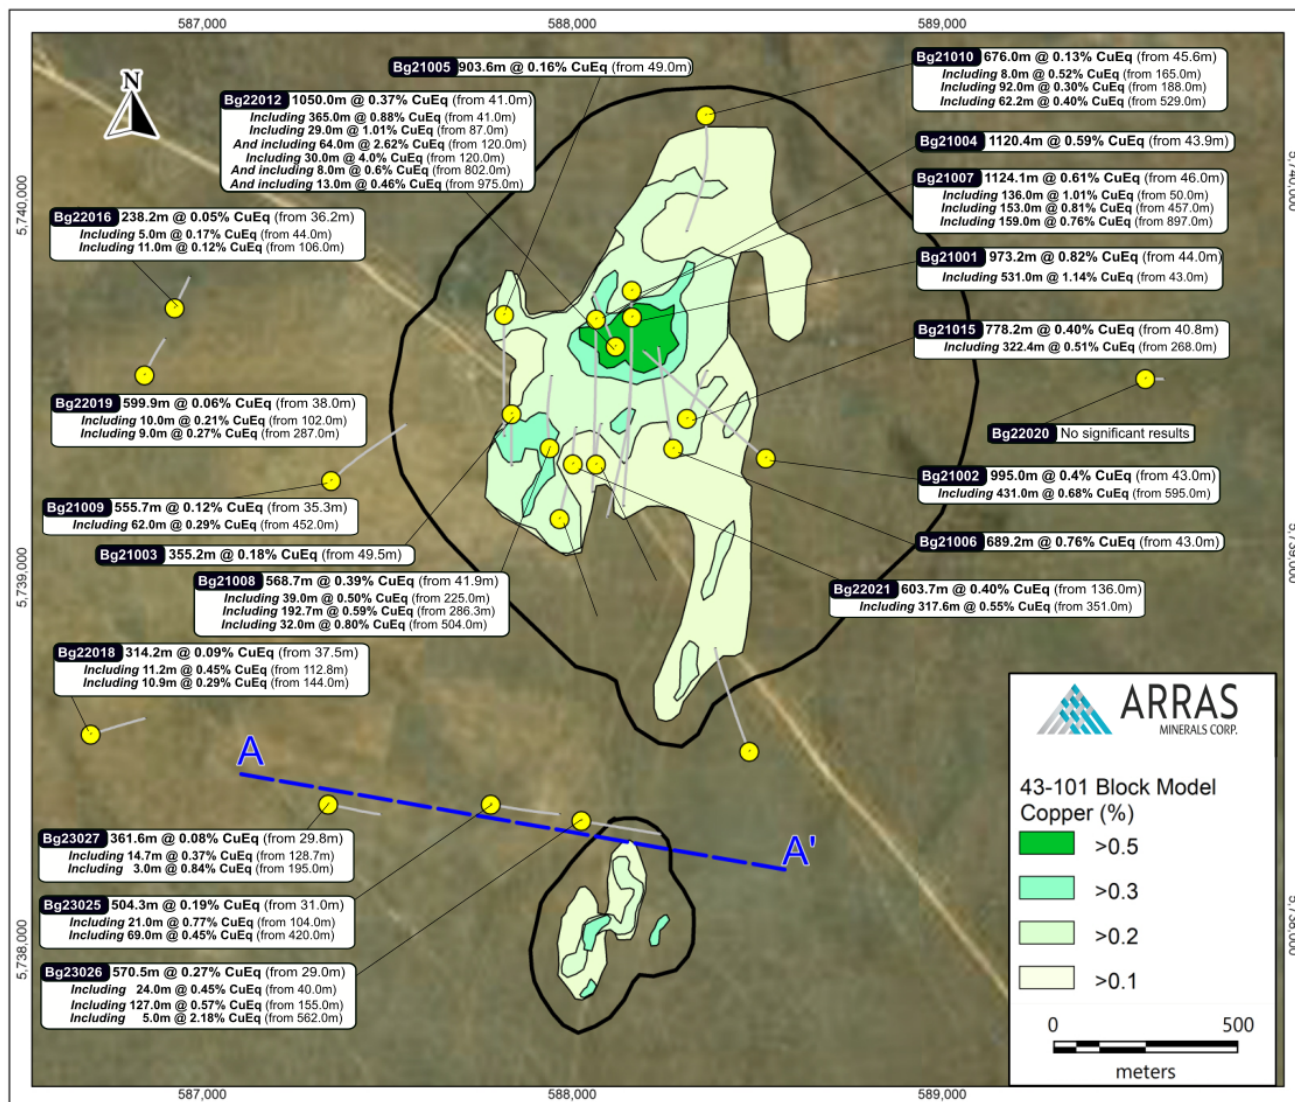 587,000
588,000
589,000
N
Bg21005 903.6m @ 0.16% CuEq (from 49.0m)
Bg21010 676.0m @ 0.13% CuEq (from 45.6m)
Including 8.0m @ 0.52% CuEq (from 165.0m)
Including 92.0m @ 0.30% CuEq (from 188.0m)
Including 62.2m @ 0.40% CuEq (from 529.0m)
Bg22012 1050.0m @ 0.37% CuEq (from 41.0m)
Including 365.0m @ 0.88% CuEq (from 41.0m)
Including 29.0m @ 1.01% CuEq (from 87.0m)
And including 64.0m @ 2.62% CuEq (from 120.0m)
Including 30.0m @ 4.0% CuEq (from 120.0m)
And including 8.0m @ 0.6% CuEq (from 802.0m)
And including 13.0m @ 0.46% CuEq (from 975.0m)
Bg21004 1120.4m @ 0.59% CuEq (from 43.9m)
Bg21007 1124.1m @ 0.61% CuEq (from 46.0m)
Including 136.0m @ 1.01% CuEq (from 50.0m)
Including 153.0m @ 0.81% CuEq (from 457.0m)
Including 159.0m @ 0.76% CuEq (from 897.0m)
5,740,000
5,740,000
Bg22016 238.2m @ 0.05% CuEq (from 36.2m)
Including 5.0m @ 0.17% CuEq (from 44.0m)
Including 11.0m @ 0.12% CuEq (from 106.0m)
Bg21001 973.2m @ 0.82% CuEq (from 44.0m)
Including 531.0m @ 1.14% CuEq (from 43.0m)
Bg21015 778.2m @ 0.40% CuEq (from 40.8m)
Including 322.4m @ 0.51% CuEq (from 268.0m)
Bg22019 599.9m @ 0.06% CuEq (from 38.0m)
Including 10.0m @ 0.21% CuEq (from 102.0m)
Including 9.0m @ 0.27% CuEq (from 287.0m)
Bg22020 No significant results
Bg21002 995.0m @ 0.4% CuEq (from 43.0m)
Including 431.0m @ 0.68% CuEq (from 595.0m)
Bg21009 555.7m @ 0.12% CuEq (from 35.3m)
Including 62.0m @ 0.29% CuEq (from 452.0m)
Bg21006 689.2m @ 0.76% CuEq (from 43.0m)
Bg21003 355.2m @ 0.18% CuEq (from 49.5m)
5,739,000
5,739,000
Bg21008 568.7m @ 0.39% CuEq (from 41.9m)
Including 39.0m @ 0.50% CuEq (from 225.0m)
Including 192.7m @ 0.59% CuEq (from 286.3m)
Including 32.0m @ 0.80% CuEq (from 504.0m)
Bg22021 603.7m @ 0.40% CuEq (from 136.0m)
Including 317.6m @ 0.55% CuEq (from 351.0m)
Bg22018 314.2m @ 0.09% CuEq (from 37.5m)
Including 11.2m @ 0.45% CuEq (from 112.8m)
Including 10.9m @ 0.29% CuEq (from 144.0m)
A
A'
Bg23027 361.6m @ 0.08% CuEq (from 29.8m)
Including 14.7m @ 0.37% CuEq (from 128.7m)
Including 3.0m @ 0.84% CuEq (from 195.0m)
Bg23025 504.3m @ 0.19% CuEq (from 31.0m)
Including 21.0m @ 0.77% CuEq (from 104.0m)
Including 69.0m @ 0.45% CuEq (from 420.0m)
5,738,000
5,738,000
Bg23026 570.5m @ 0.27% CuEq (from 29.0m)
Including 24.0m @ 0.45% CuEq (from 40.0m)
Including 127.0m @ 0.57% CuEq (from 155.0m)
Including 5.0m @ 2.18% CuEq (from 562.0m)
ARRAS
MINERALS CORP.
43-101 Block Model
Copper (%)
>0.5
>0.3
>0.2
>0.1
0 500
meters
587,000
588,000
589,000